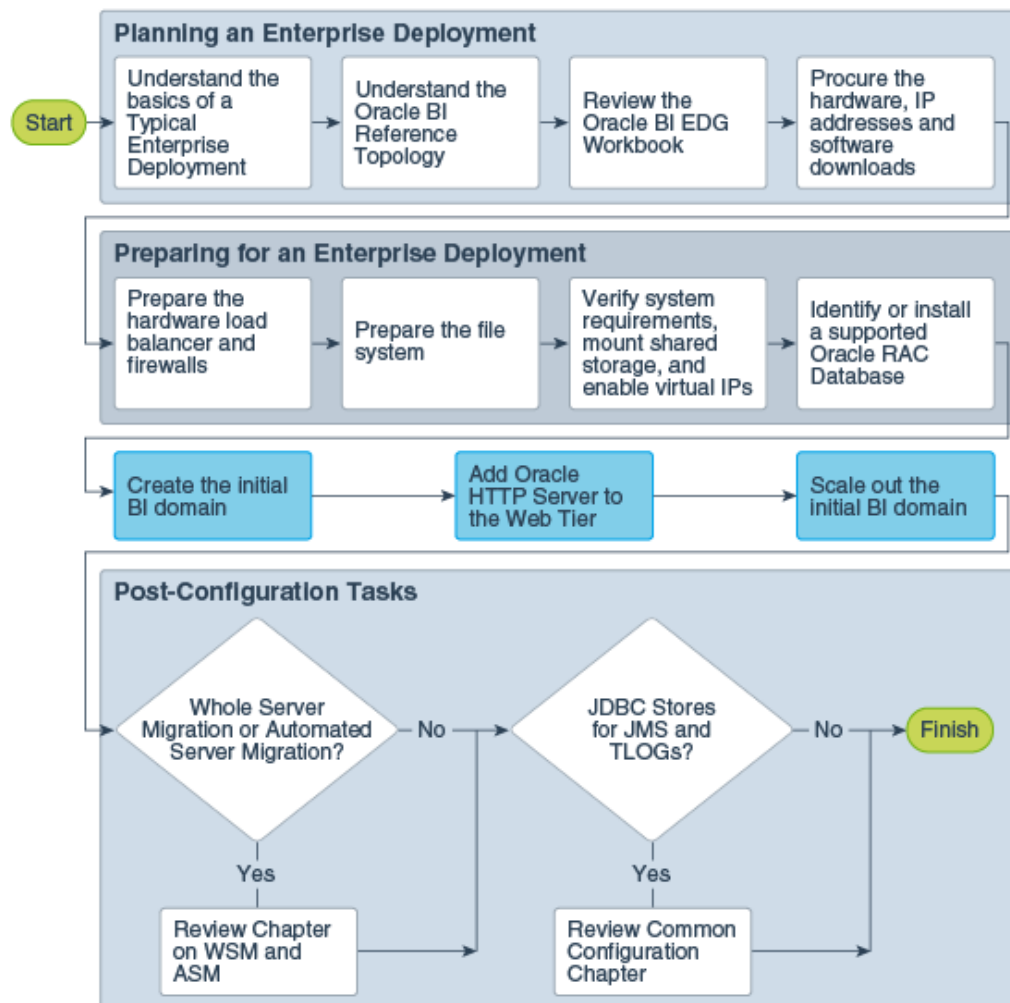 Planning an Enterprise Deployment
Start
Understand the
basics of a
Typical
Enterprise
Deployment
Understand the
Oracle BI
Reference
Topology
Review the
Oracle BI EDG
Workbook
Procure the
hardware, IP
addresses and
software
downloads
Preparing for an Enterprise Deployment
Prepare the
hardware load
balancer and
firewalls
Prepare the file
system
Verify system
requirements,
mount shared
storage, and
enable virtual IPs
Identify or install
a supported
Oracle RAC
Database
Create the initial
BI domain
Add Oracle
HTTP Server to
the Web Tier
Scale out the
initial BI domain
Post-Configuration Tasks
Whole Server
Migration or Automated
Server Migration?
No
JDBC Stores
for JMS and
TLOGs?
No
Finish
Yes
Yes
Review Chapter
on WSM and
ASM
Review Common
Configuration
Chapter